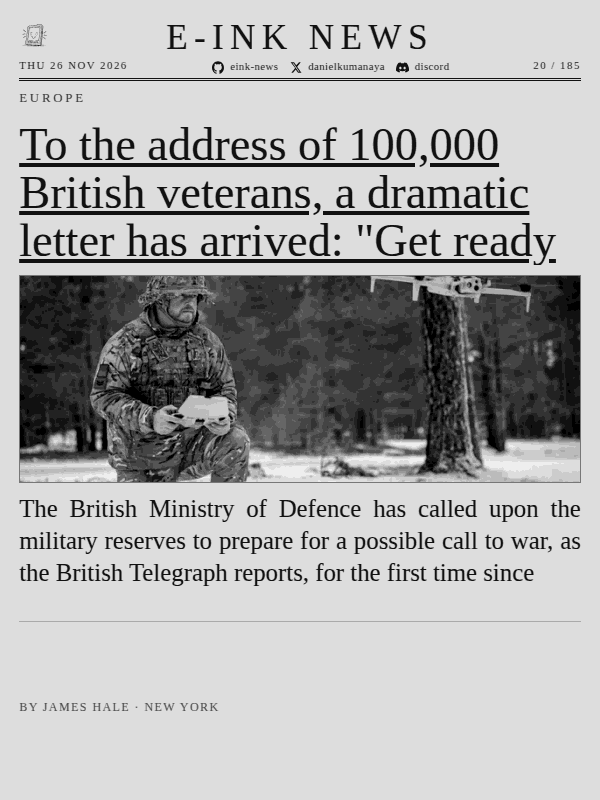 E-INK NEWS
THU 26 NOV 2026
eink-news danielkumanaya discord
20 / 185
EUROPE
To the address of 100,000
British veterans, a dramatic
letter has arrived: "Get ready
The British Ministry of Defence has called upon the
military reserves to prepare for a possible call to war, as
the British Telegraph reports, for the first time since
BY JAMES HALE · NEW YORK